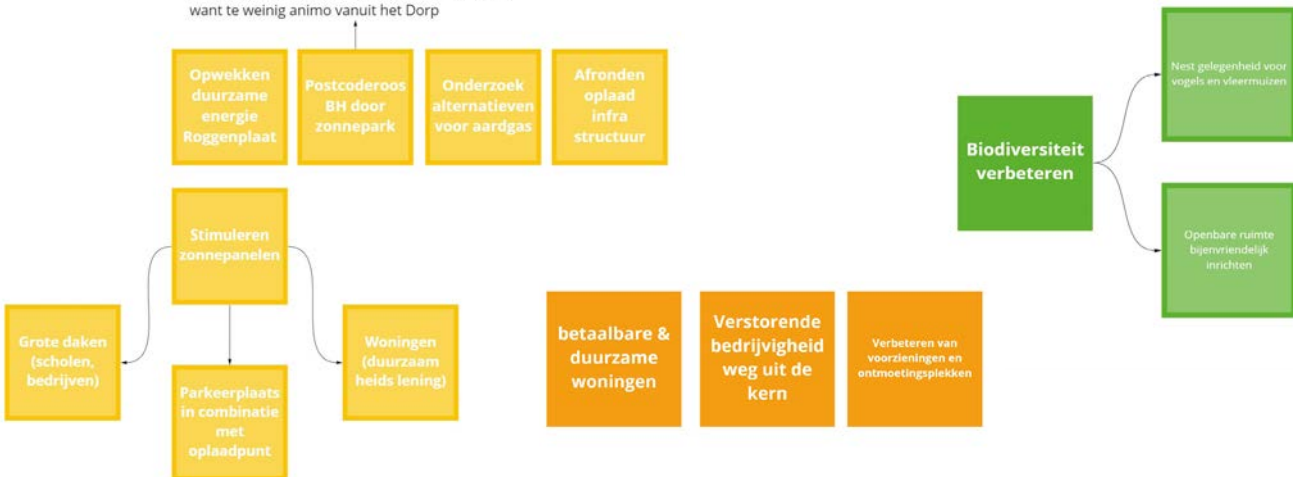 want te weinig animo vanuit het Dorp
Opwekken
duurzame
energie
Roggenplaat
Postcoderoos
BH door
zonnepark
Onderzoek
alternatieven
voor aardgas
Afronden
oplaad
infra
structuur
Nest gelegenheid voor
vogels en vleermuizen
Biodiversiteit
verbeteren
Openbare ruimte
bijenvriendelijk
inrichten
Stimuleren
zonnepanelen
Grote daken
(scholen,
bedrijven)
Parkeerplaats
in combinatie
met
oplaadpunt
Woningen
(duurzaam
heids lening)
betaalbare &
duurzame
woningen
Verstorende
bedrijvigheid
weg uit de
kern
Verbeteren van
voorzieningen en
ontmoetingsplekken